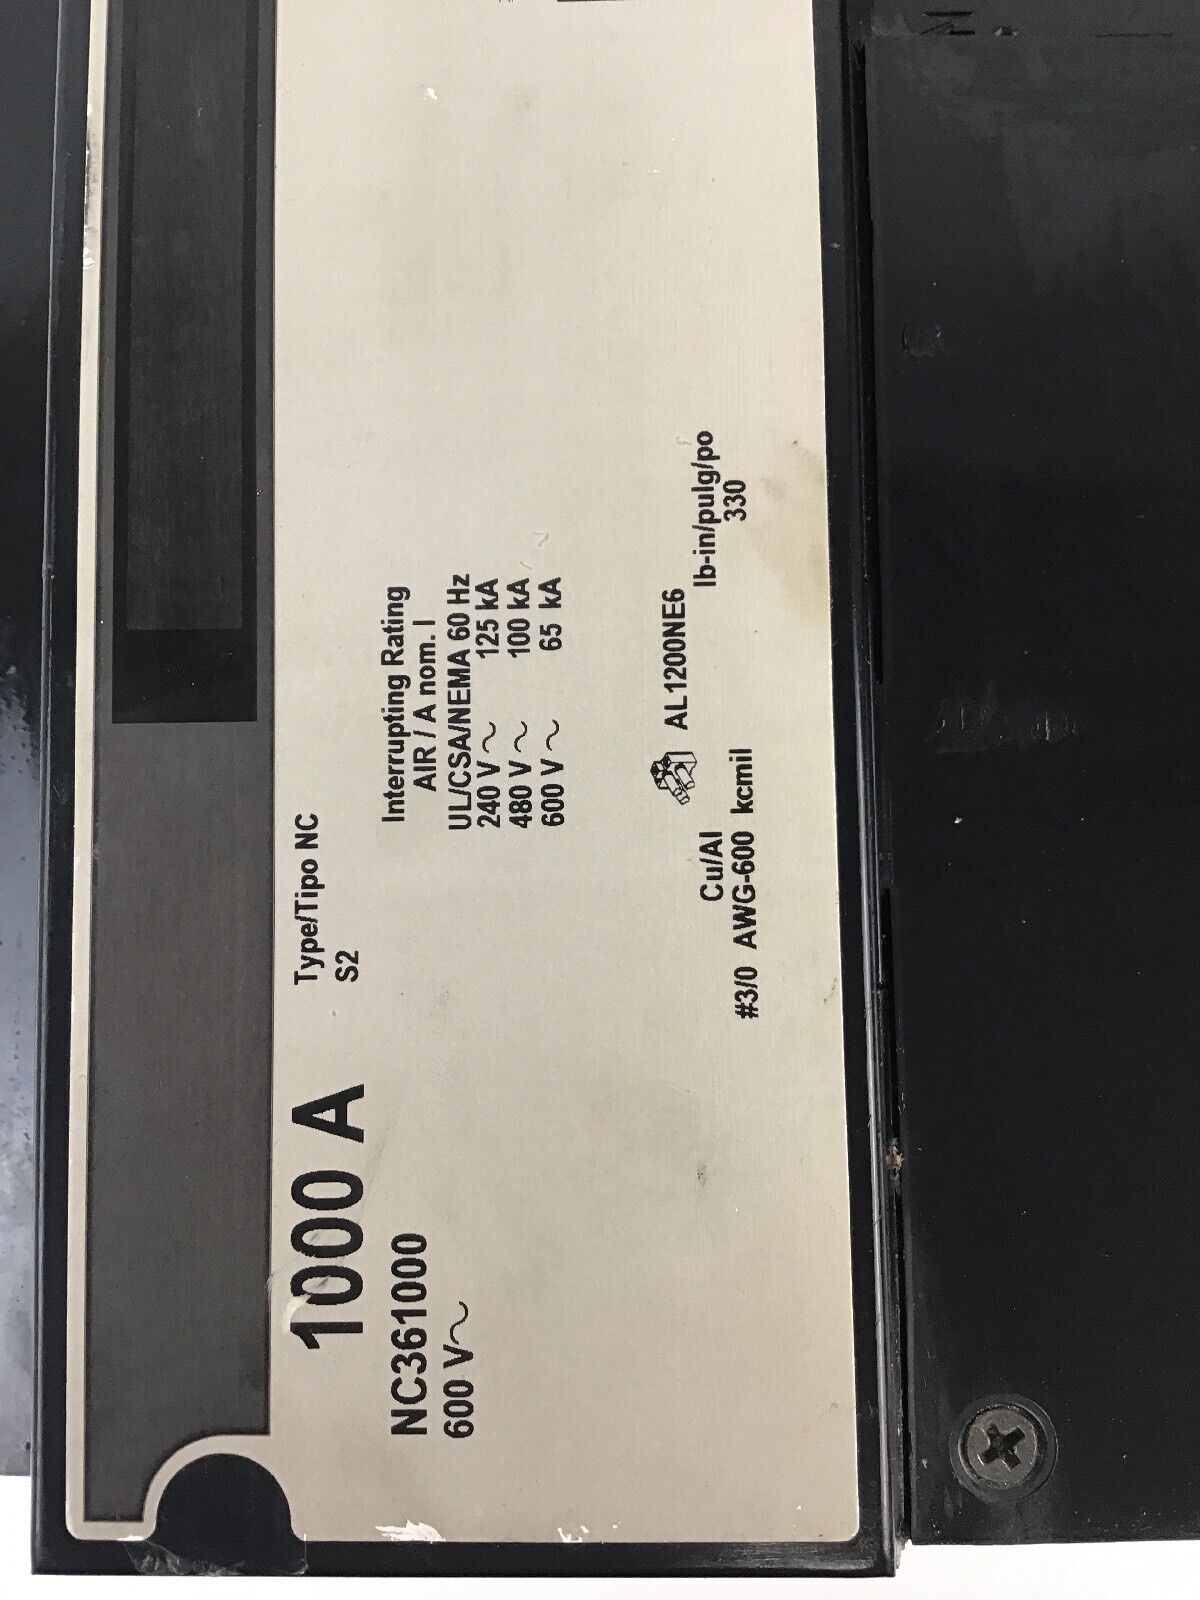 1000 A
NC361000
600 V~
Type/Tipo NC
S2
Interrupting Rating
AIR / A nom. I
UL/CSA/NEMA 60 Hz
240 V ~ 125 kA
480 V ~ 100 kA
600 V ~ 65 kA
AL1200NE6
Cu/Al lb-in/pulg/po
#3/0 AWG-600 kcmil 330